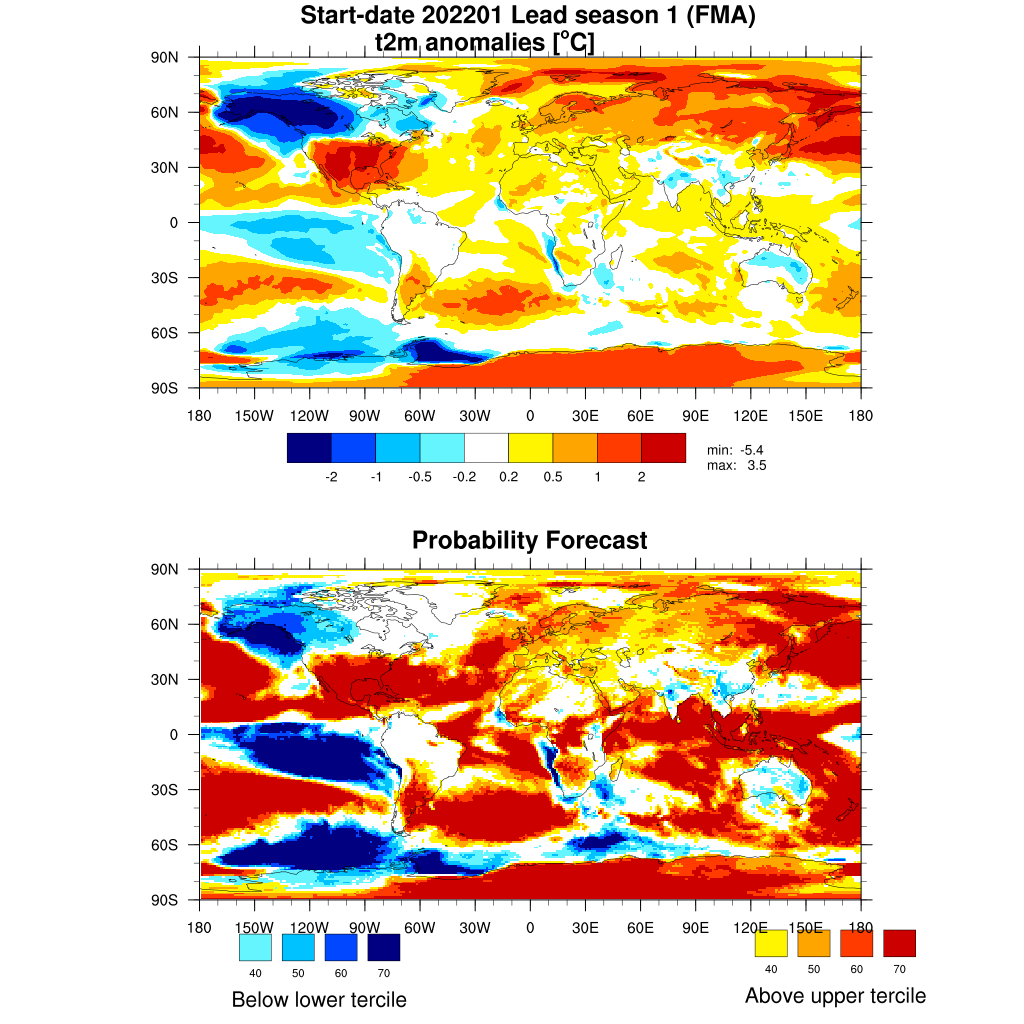 Start-date 202201 Lead season 1 (FMA)
t2m anomalies [°C]
90N
60N
30N
0
30S
60S
90S
180 150W 120W 90W 60W 30W 0 30E 60E 90E 120E 150E 180
-2 -1 -0.5 -0.2 0.2 0.5 1 2
min: -5.4
max: 3.5
Probability Forecast
90N
60N
30N
0
30S
60S
90S
180 150W 120W 90W 60W 30W 0 30E 60E 90E 120E 150E 180
40 50 60 70
Below lower tercile
40 50 60 70
Above upper tercile